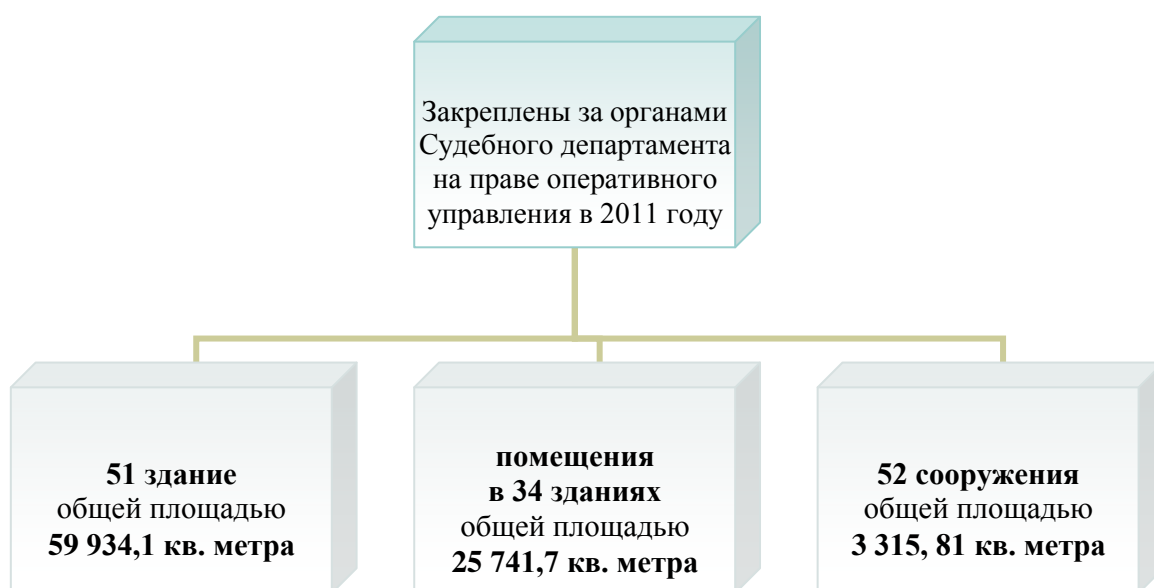 Закреплены за органами
Судебного департамента
на праве оперативного
управления в 2011 году
51 здание
общей площадью
59 934,1 кв. метра
помещения
в 34 зданиях
общей площадью
25 741,7 кв. метра
52 сооружения
общей площадью
3 315, 81 кв. метра